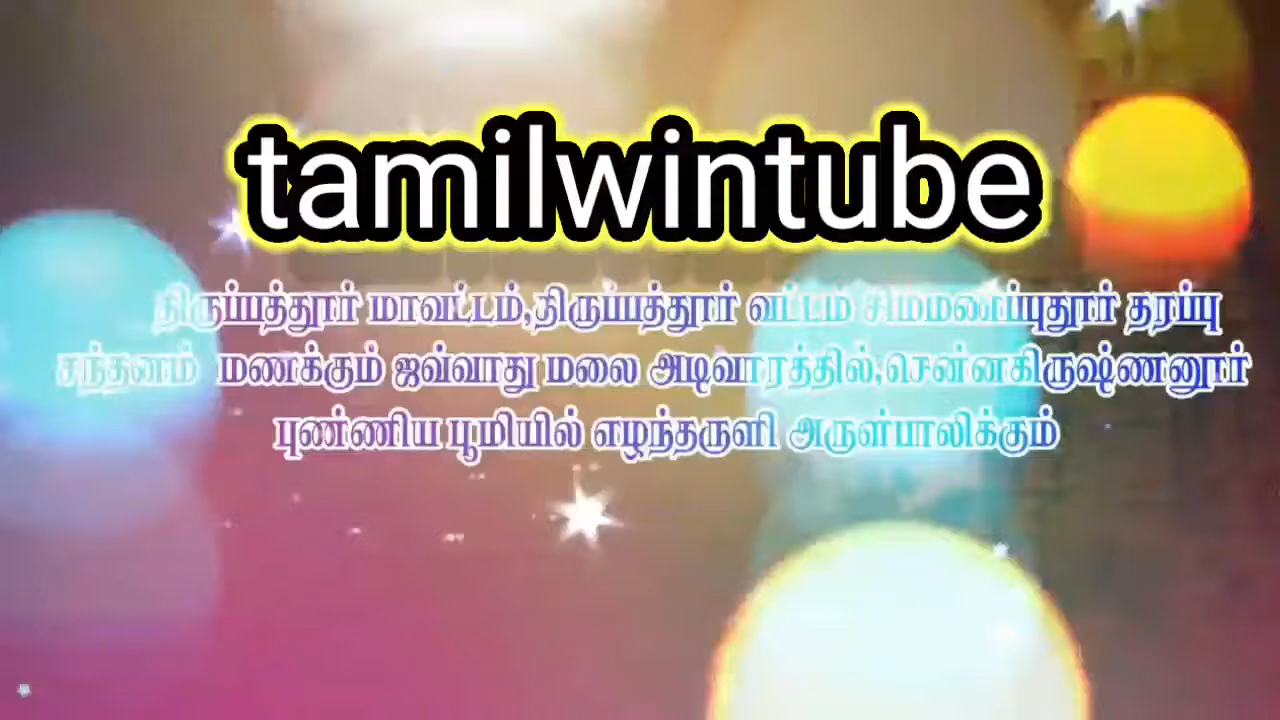 tamilwintube
திருப்பத்தூர் மாவட்டம்,திருப்பத்தூர் வட்டம் சிம்மணப்புதூர் தரப்பு
சந்தனம் மணக்கும் ஜவ்வாது மலை அடிவாரத்தில்,சென்னகிருஷ்ணனூர்
புண்ணிய பூமியில் எழுந்தருளி அருள்பாலிக்கும்